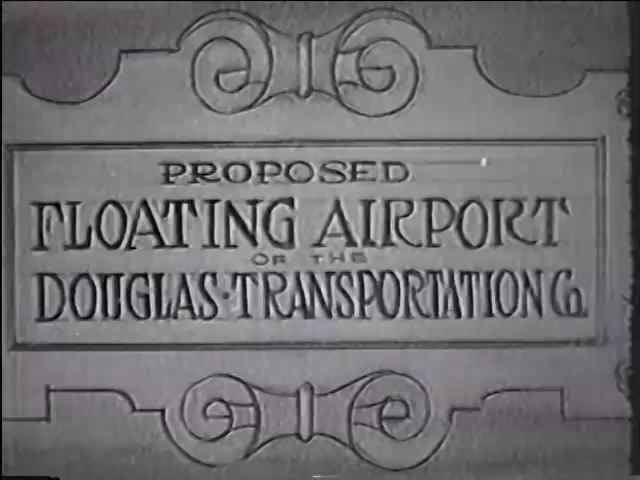 PROPOSED
FLOATING AIRPORT
OF THE
DOUGLAS·TRANSPORTATION Co.